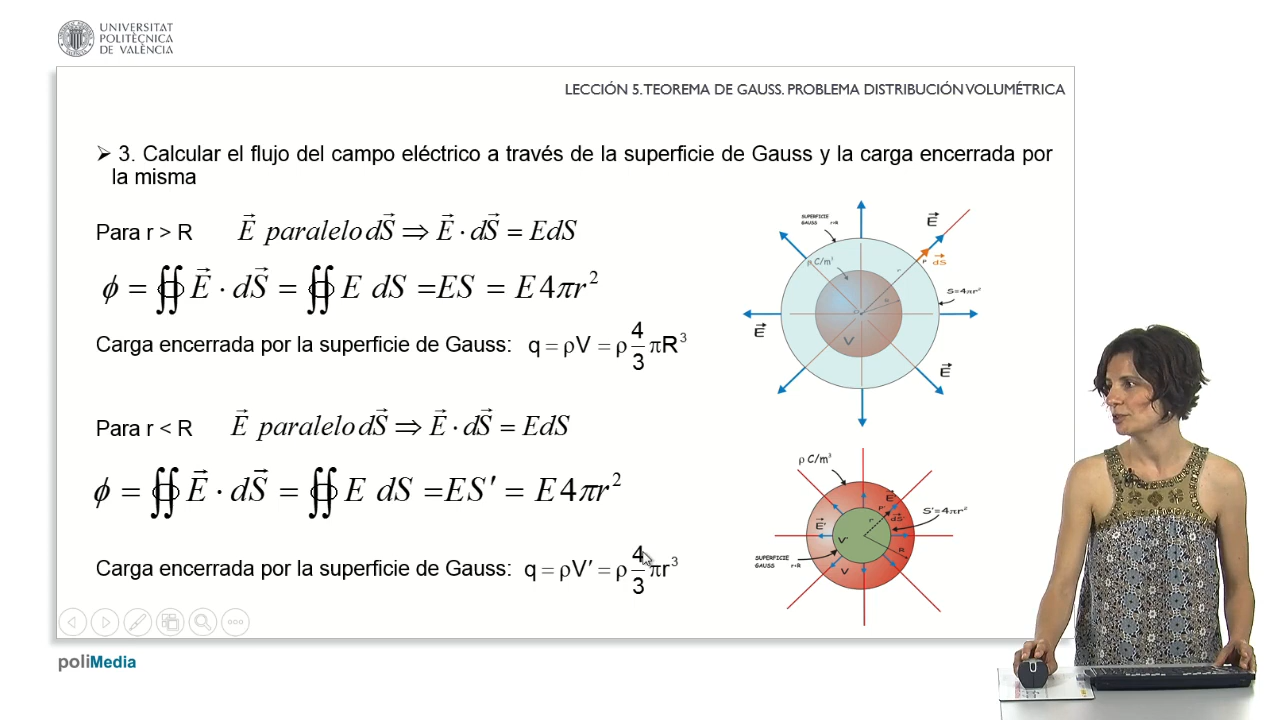 UNIVERSITAT
POLITÈCNICA
DE VALÈNCIA
LECCIÓN 5. TEOREMA DE GAUSS. PROBLEMA DISTRIBUCIÓN VOLUMÉTRICA
➢ 3. Calcular el flujo del campo eléctrico a través de la superficie de Gauss y la carga encerrada por
la misma
Para r > R E⃗ paralelo dS⃗ ⇒ E⃗ · dS⃗ = EdS
ϕ = ∯ E⃗ · dS⃗ = ∯ E dS =ES = E4πr²
Carga encerrada por la superficie de Gauss: q = ρV = ρ 4/3 πR³
Para r < R E⃗ paralelo dS⃗ ⇒ E⃗ · dS⃗ = EdS
ϕ = ∯ E⃗ · dS⃗ = ∯ E dS =ES′ = E4πr²
Carga encerrada por la superficie de Gauss: q = ρV′ = ρ 4/3 πr³
SUPERFICIE
GAUSS r<R
E⃗
ρ C/m³
P
dS⃗
r
S=4πr²
R
E⃗
V
E⃗
ρ C/m³
E⃗
P'
S'=4πr²
E⃗'
r
dS'
V'
R
SUPERFICIE
GAUSS r<R
V
poliMedia